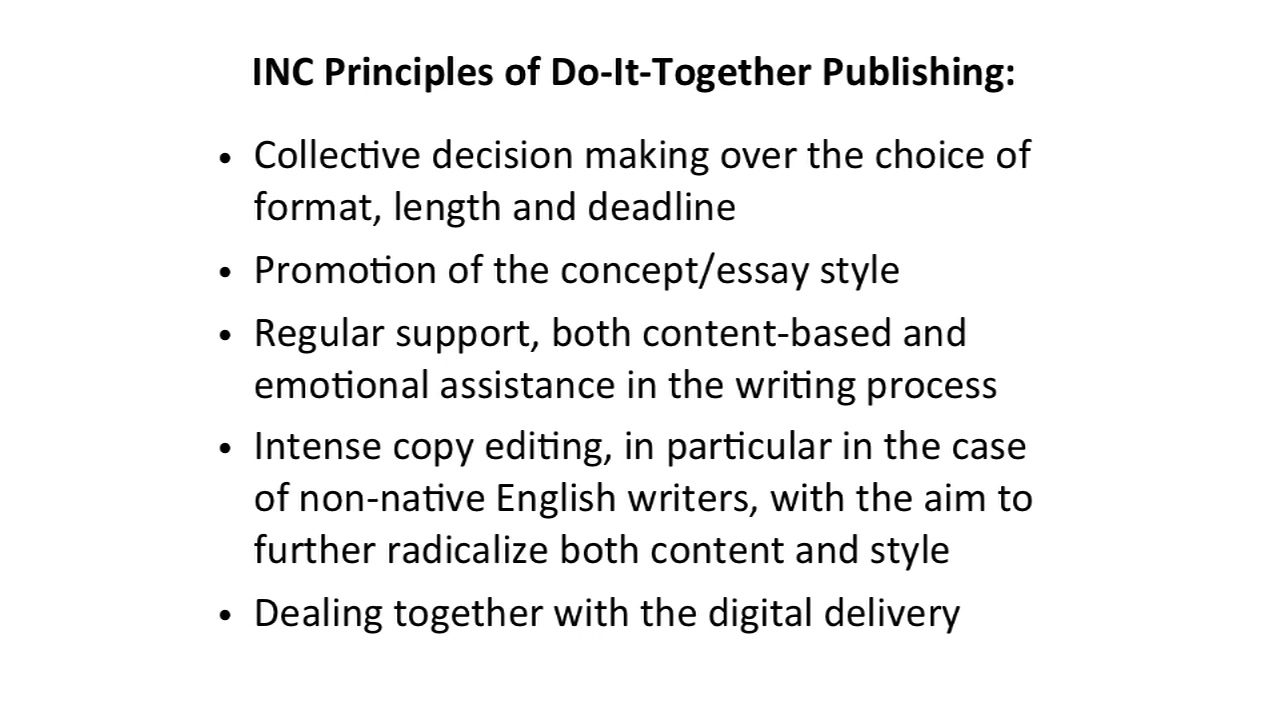 INC Principles of Do-It-Together Publishing:
• Collective decision making over the choice of
format, length and deadline
• Promotion of the concept/essay style
• Regular support, both content-based and
emotional assistance in the writing process
• Intense copy editing, in particular in the case
of non-native English writers, with the aim to
further radicalize both content and style
• Dealing together with the digital delivery